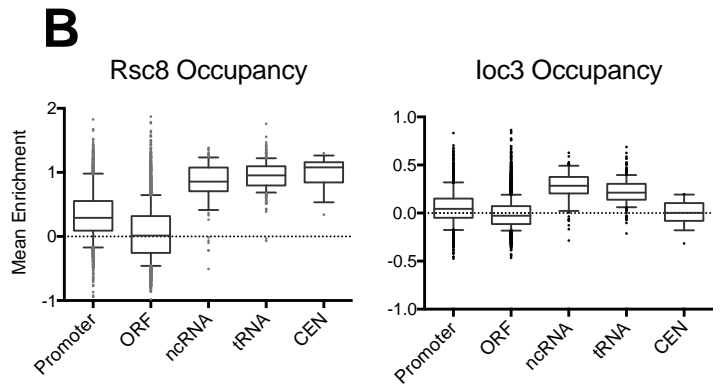 B
Rsc8 Occupancy
Ioc3 Occupancy
Mean Enrichment
2
1
0
-1
Promoter
ORF
ncRNA
tRNA
CEN
1.0
0.5
0.0
-0.5
-1.0
Promoter
ORF
ncRNA
tRNA
CEN